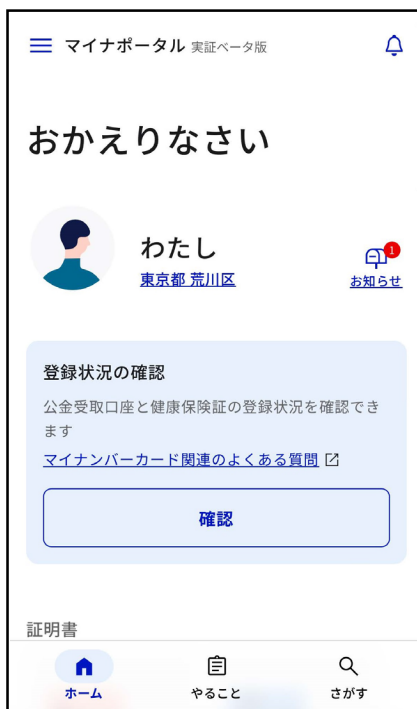 マイナポータル 実証ベータ版
おかえりなさい
わたし
東京都 荒川区
1
お知らせ
登録状況の確認
公金受取口座と健康保険証の登録状況を確認でき
ます
マイナンバーカード関連のよくある質問
確認
証明書
ホーム
やること
さがす